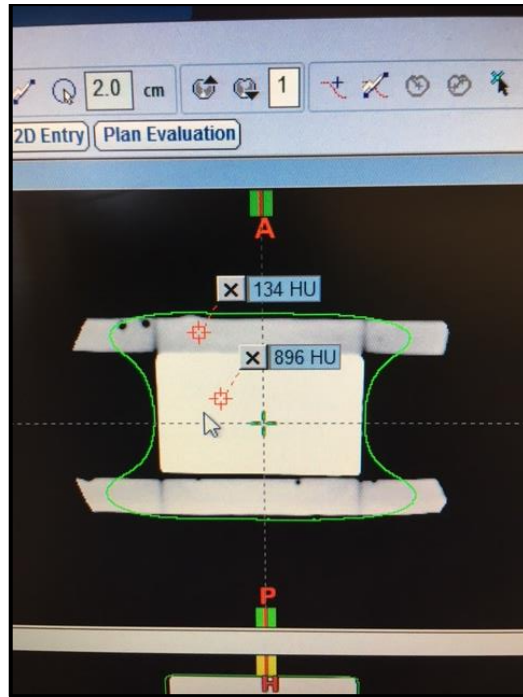 2.0 cm 1
2D Entry Plan Evaluation
A
X 134 HU
X 896 HU
P
H